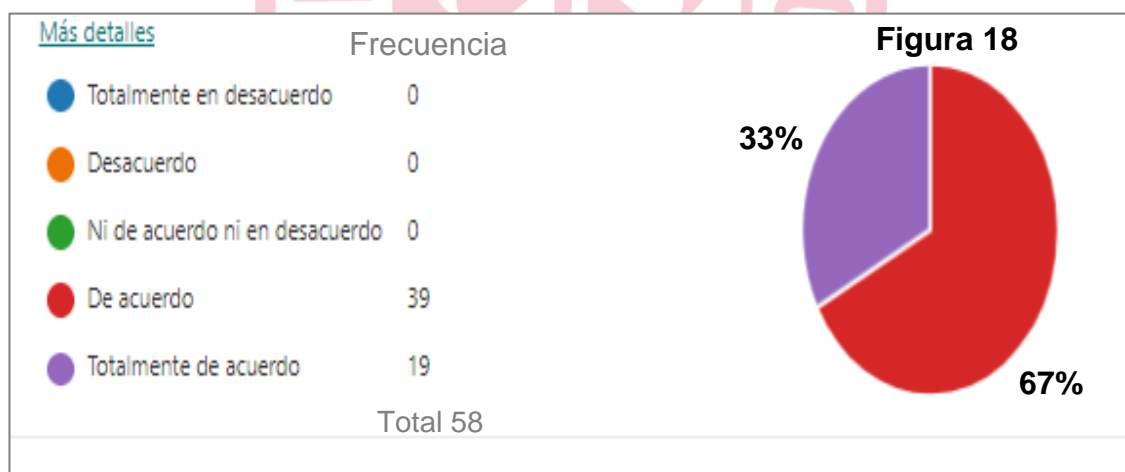 Más detalles
Frecuencia
Figura 18
Totalmente en desacuerdo 0
Desacuerdo 0
Ni de acuerdo ni en desacuerdo 0
De acuerdo 39
Totalmente de acuerdo 19
Total 58
33%
67%